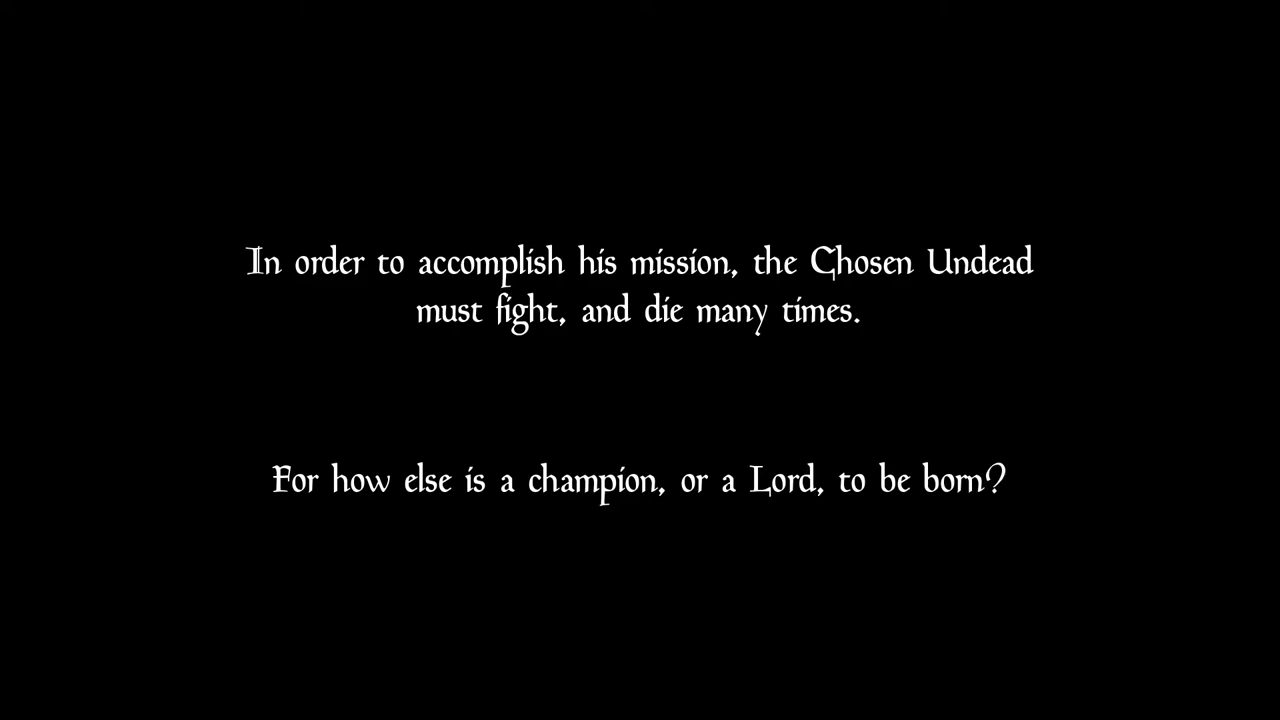 In order to accomplish his mission, the Chosen Undead
must fight, and die many times.
For how else is a champion, or a Lord, to be born?